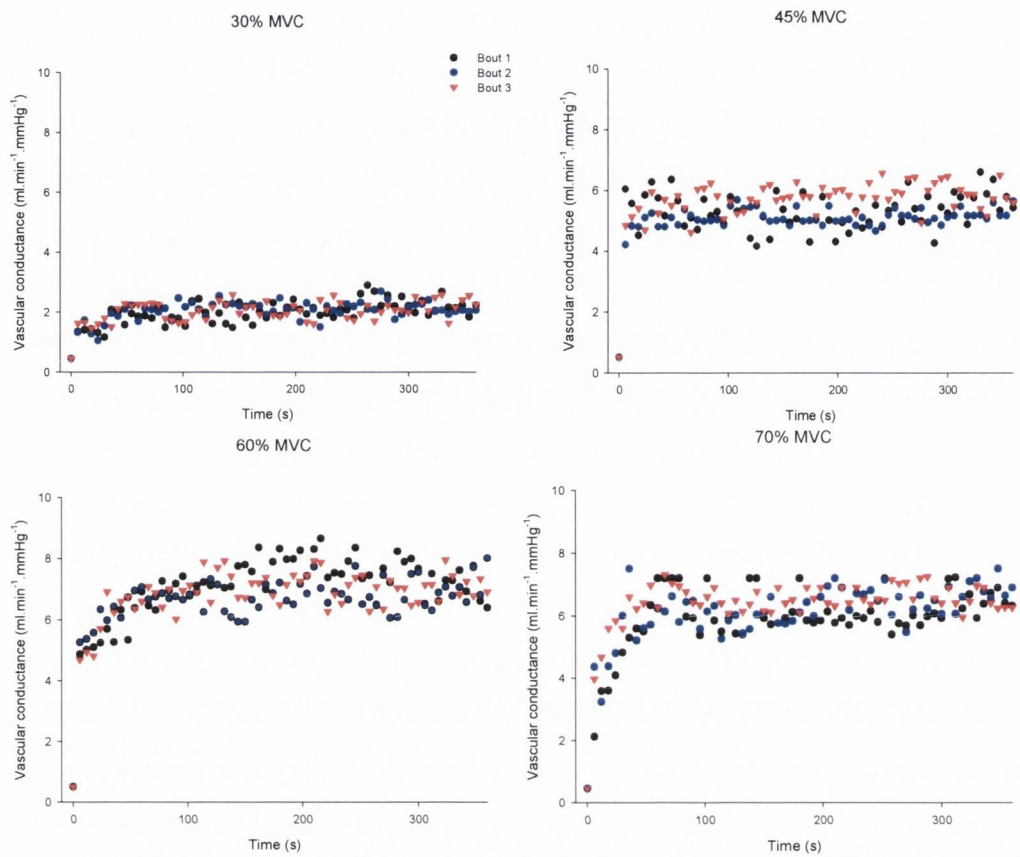 30% MVC
Bout 1
Bout 2
Bout 3
10
8
6
4
2
0
Vascular conductance (ml.min⁻¹.mmHg⁻¹)
0 100 200 300
Time (s)
45% MVC
10
8
6
4
2
0
Vascular conductance (ml.min⁻¹.mmHg⁻¹)
0 100 200 300
Time (s)
60% MVC
10
8
6
4
2
0
Vascular conductance (ml.min⁻¹.mmHg⁻¹)
0 100 200 300
Time (s)
70% MVC
10
8
6
4
2
0
Vascular conductance (ml.min⁻¹.mmHg⁻¹)
0 100 200 300
Time (s)